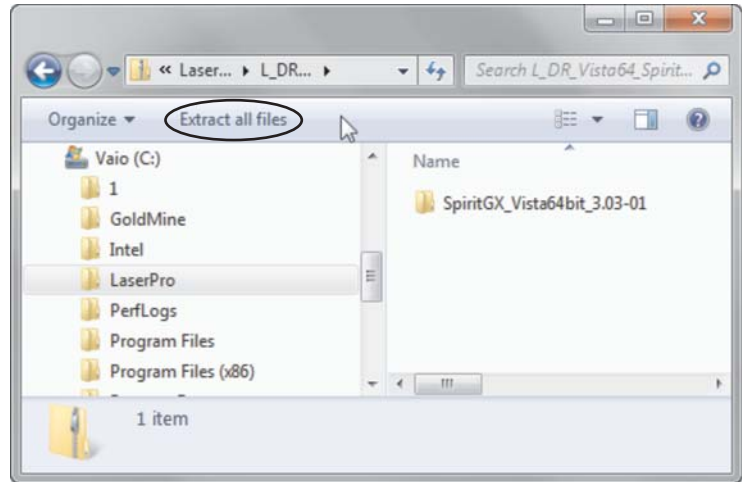 « Laser... ▸ L_DR... ▸
Search L_DR_Vista64_Spirit...
Organize ▾ Extract all files
Vaio (C:)
1
GoldMine
Intel
LaserPro
PerfLogs
Program Files
Program Files (x86)
Name
SpiritGX_Vista64bit_3.03-01
1 item